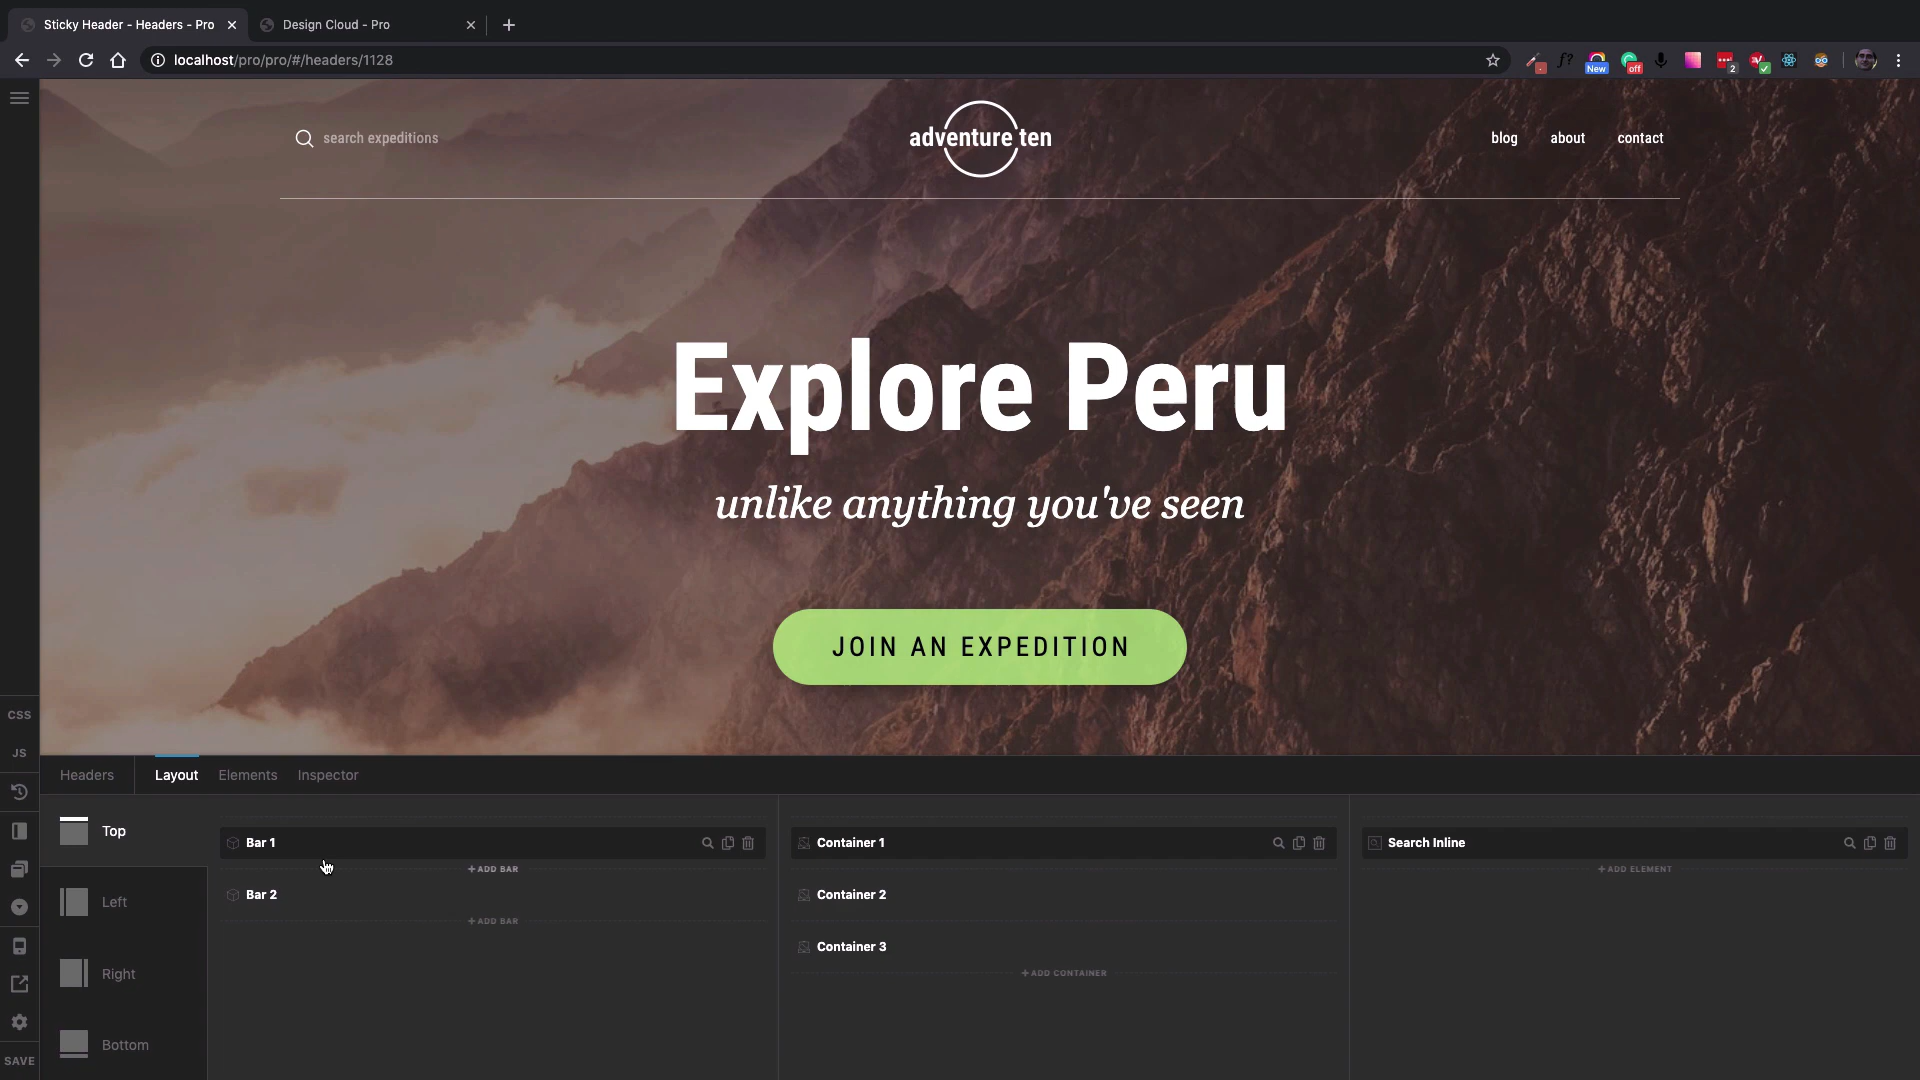 Sticky Header - Headers - Pro
Design Cloud - Pro
localhost/pro/pro/#/headers/1128
f?
New
off
2
search expeditions
adventure ten
blog about contact
Explore Peru
unlike anything you've seen
JOIN AN EXPEDITION
CSS
JS
Headers Layout Elements Inspector
Top
Left
Right
Bottom
SAVE
Bar 1
+ ADD BAR
Bar 2
+ ADD BAR
Container 1
Container 2
Container 3
+ ADD CONTAINER
Search Inline
+ ADD ELEMENT